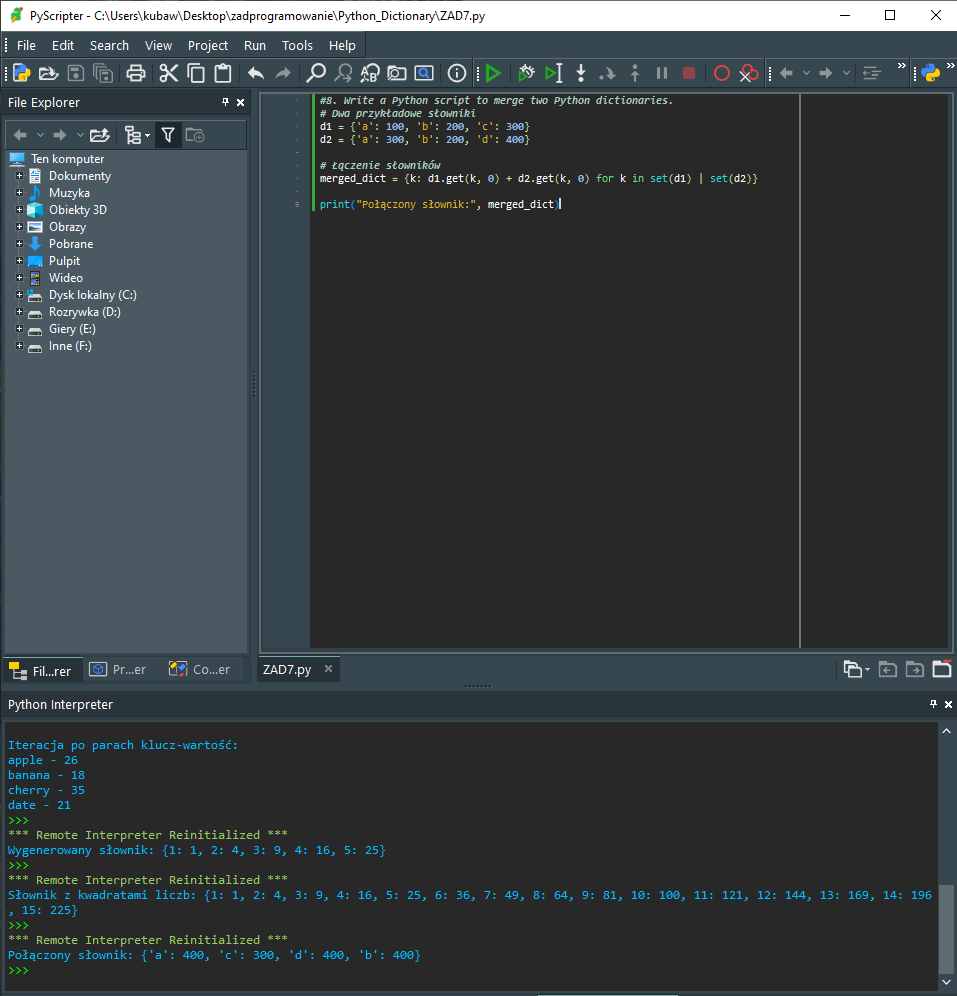 PyScripter - C:\Users\kubaw\Desktop\zadprogramowanie\Python_Dictionary\ZAD7.py
File Edit Search View Project Run Tools Help
File Explorer
Ten komputer
Dokumenty
Muzyka
Obiekty 3D
Obrazy
Pobrane
Pulpit
Wideo
Dysk lokalny (C:)
Rozrywka (D:)
Giery (E:)
Inne (F:)
Fil...rer Pr...er Co...er
#8. Write a Python script to merge two Python dictionaries.
# Dwa przykładowe słowniki
d1 = {'a': 100, 'b': 200, 'c': 300}
d2 = {'a': 300, 'b': 200, 'd': 400}
# Łączenie słowników
merged_dict = {k: d1.get(k, 0) + d2.get(k, 0) for k in set(d1) | set(d2)}
9 print("Połączony słownik:", merged_dict)
ZAD7.py
Python Interpreter
Iteracja po parach klucz-wartość:
apple - 26
banana - 18
cherry - 35
date - 21
>>>
*** Remote Interpreter Reinitialized ***
Wygenerowany słownik: {1: 1, 2: 4, 3: 9, 4: 16, 5: 25}
>>>
*** Remote Interpreter Reinitialized ***
Słownik z kwadratami liczb: {1: 1, 2: 4, 3: 9, 4: 16, 5: 25, 6: 36, 7: 49, 8: 64, 9: 81, 10: 100, 11: 121, 12: 144, 13: 169, 14: 196
, 15: 225}
>>>
*** Remote Interpreter Reinitialized ***
Połączony słownik: {'a': 400, 'c': 300, 'd': 400, 'b': 400}
>>>